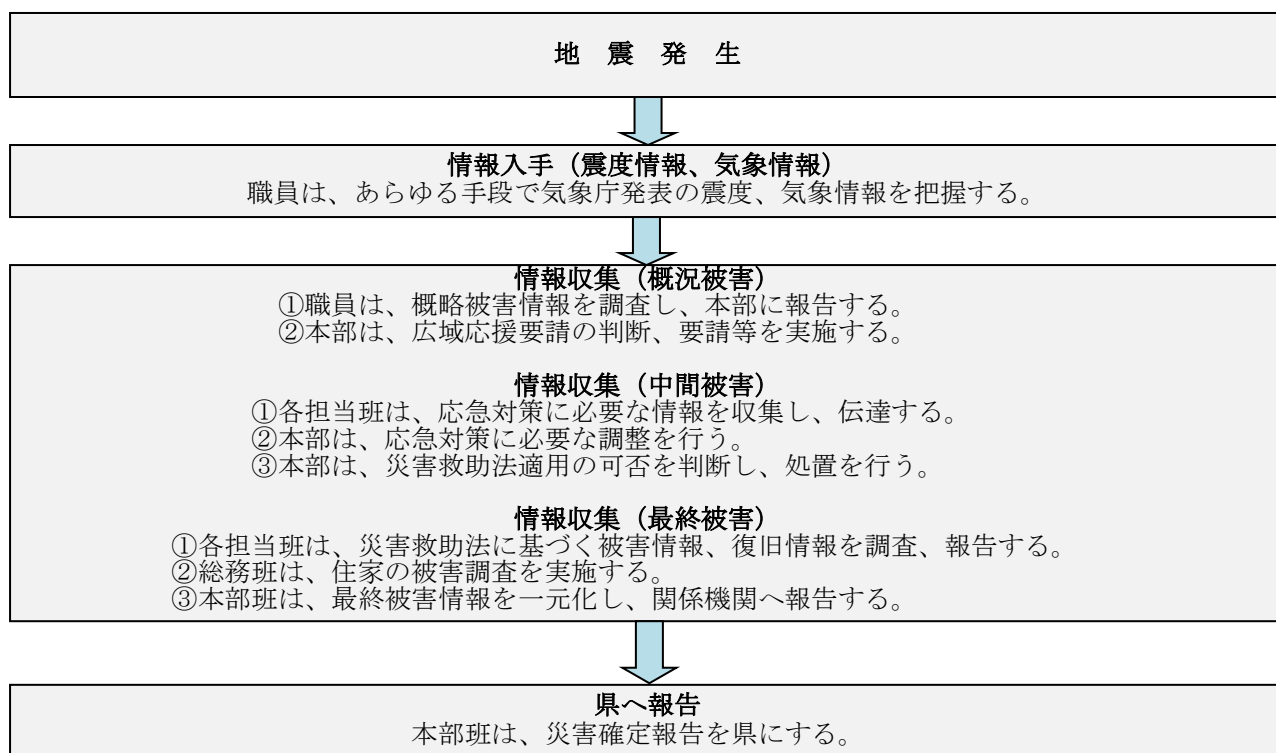 地 震 発 生
情報入手（震度情報、気象情報）
職員は、あらゆる手段で気象庁発表の震度、気象情報を把握する。
情報収集（概況被害）
①職員は、概略被害情報を調査し、本部に報告する。
②本部は、広域応援要請の判断、要請等を実施する。
情報収集（中間被害）
①各担当班は、応急対策に必要な情報を収集し、伝達する。
②本部は、応急対策に必要な調整を行う。
③本部は、災害救助法適用の可否を判断し、処置を行う。
情報収集（最終被害）
①各担当班は、災害救助法に基づく被害情報、復旧情報を調査、報告する。
②総務班は、住家の被害調査を実施する。
③本部班は、最終被害情報を一元化し、関係機関へ報告する。
県へ報告
本部班は、災害確定報告を県にする。